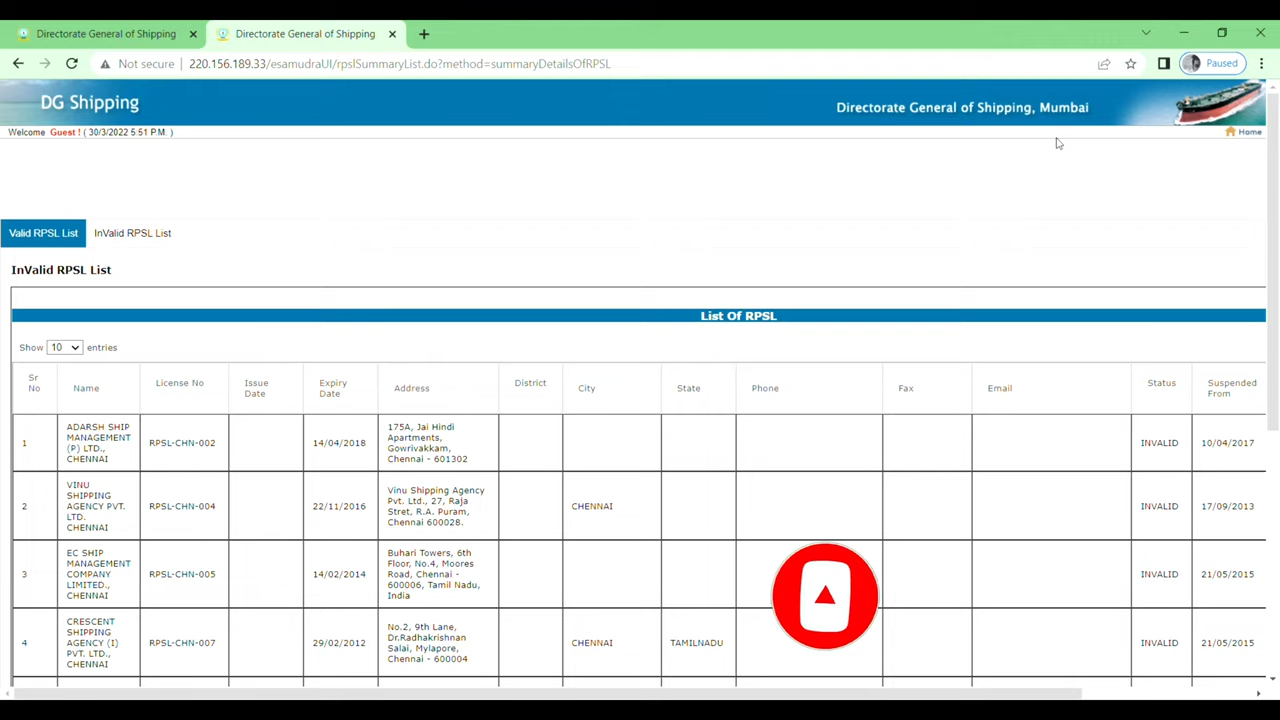 Directorate General of Shipping
Directorate General of Shipping
Not secure
220.156.189.33/esamudraUI/rpslSummaryList.do?method=summaryDetailsOfRPSL
Paused
DG Shipping
Directorate General of Shipping, Mumbai
Welcome Guest ! ( 30/3/2022 5:51 P.M. )
Home
Valid RPSL List
InValid RPSL List
InValid RPSL List
List Of RPSL
Show 10 entries
Sr
No
Name
License No
Issue
Date
Expiry
Date
Address
District
City
State
Phone
Fax
Email
Status
Suspended
From
1
ADARSH SHIP
MANAGEMENT
(P) LTD.,
CHENNAI
RPSL-CHN-002
14/04/2018
175A, Jai Hindi
Apartments,
Gowrivakkam,
Chennai - 601302
INVALID
10/04/2017
2
VINU
SHIPPING
AGENCY PVT.
LTD.
CHENNAI
RPSL-CHN-004
22/11/2016
Vinu Shipping Agency
Pvt. Ltd., 27, Raja
Stret, R.A. Puram,
Chennai 600028.
CHENNAI
INVALID
17/09/2013
3
EC SHIP
MANAGEMENT
COMPANY
LIMITED.,
CHENNAI
RPSL-CHN-005
14/02/2014
Buhari Towers, 6th
Floor, No.4, Moores
Road, Chennai -
600006, Tamil Nadu,
India
INVALID
21/05/2015
4
CRESCENT
SHIPPING
AGENCY (I)
PVT. LTD.,
CHENNAI
RPSL-CHN-007
29/02/2012
No.2, 9th Lane,
Dr.Radhakrishnan
Salai, Mylapore,
Chennai - 600004
CHENNAI
TAMILNADU
INVALID
21/05/2015